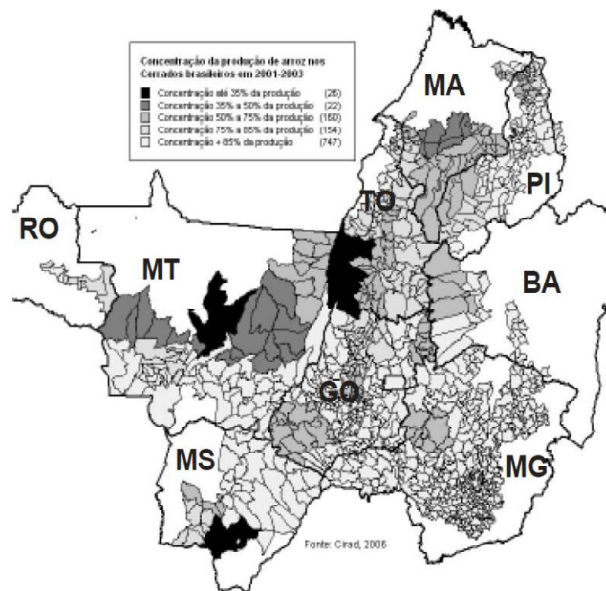 Concentração da produção de arroz nos
Cerrados brasileiros em 2001-2003
Concentração até 35% da produção (26)
Concentração 35% a 50% da produção (22)
Concentração 50% a 75% da produção (180)
Concentração 75% a 85% da produção (154)
Concentração + 85% da produção (747)
MA
PI
TO
RO
MT
BA
GO
MS
MG
Fonte: Cirad, 2006